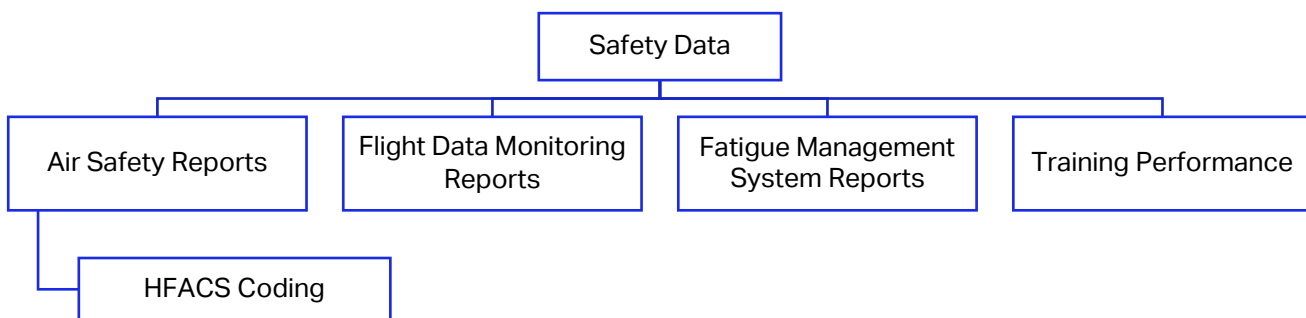 Safety Data
Air Safety Reports
Flight Data Monitoring
Reports
Fatigue Management
System Reports
Training Performance
HFACS Coding